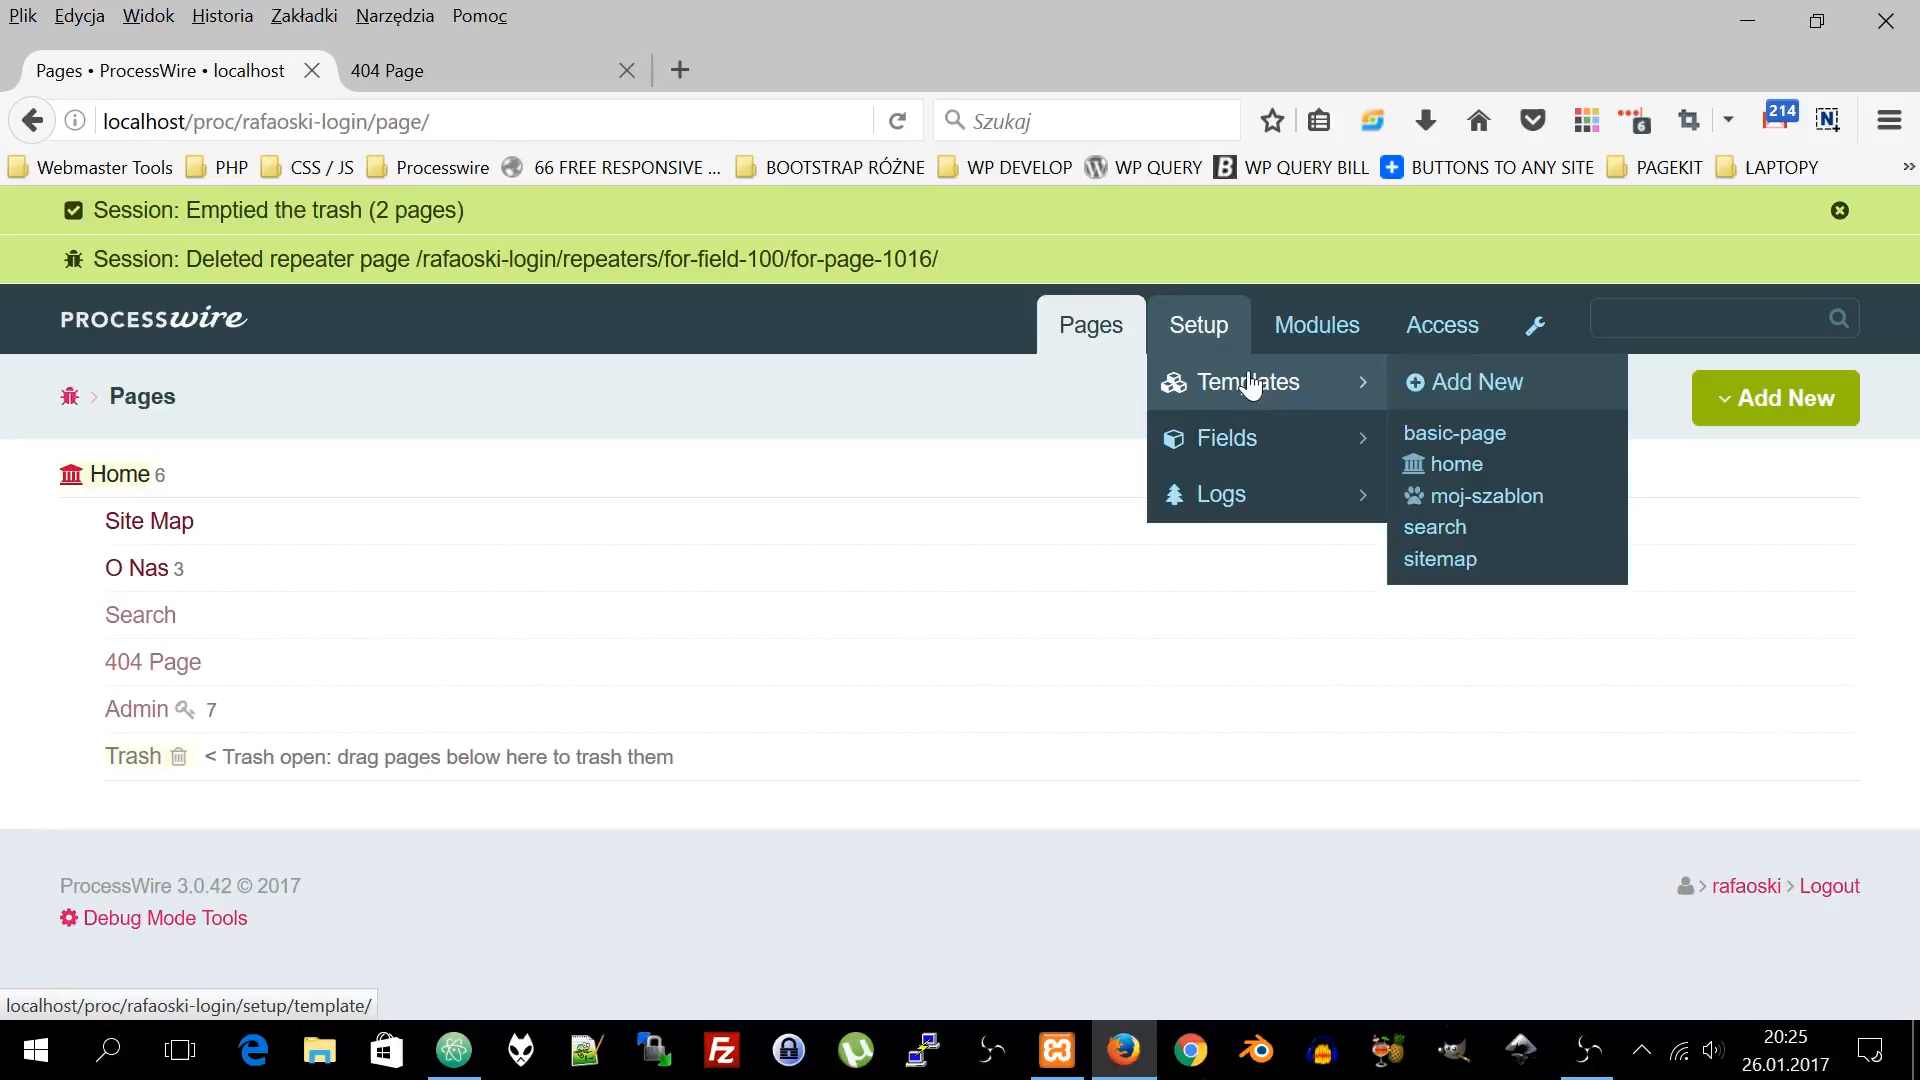 Plik Edycja Widok Historia Zakładki Narzędzia Pomoc
Pages • ProcessWire • localhost
404 Page
localhost/proc/rafaoski-login/page/
Szukaj
6
214
N
Webmaster Tools
PHP
CSS / JS
Processwire
66 FREE RESPONSIVE ...
BOOTSTRAP RÓŻNE
WP DEVELOP
WP QUERY
B
WP QUERY BILL
BUTTONS TO ANY SITE
PAGEKIT
LAPTOPY
»
Session: Emptied the trash (2 pages)
Session: Deleted repeater page /rafaoski-login/repeaters/for-field-100/for-page-1016/
PROCESSwire
Pages
Setup
Modules
Access
Templates
Add New
Fields
Logs
basic-page
home
moj-szablon
search
sitemap
Pages
Add New
Home 6
Site Map
O Nas 3
Search
404 Page
Admin 7
Trash < Trash open: drag pages below here to trash them
ProcessWire 3.0.42 © 2017
rafaoski > Logout
Debug Mode Tools
localhost/proc/rafaoski-login/setup/template/
20:25
26.01.2017